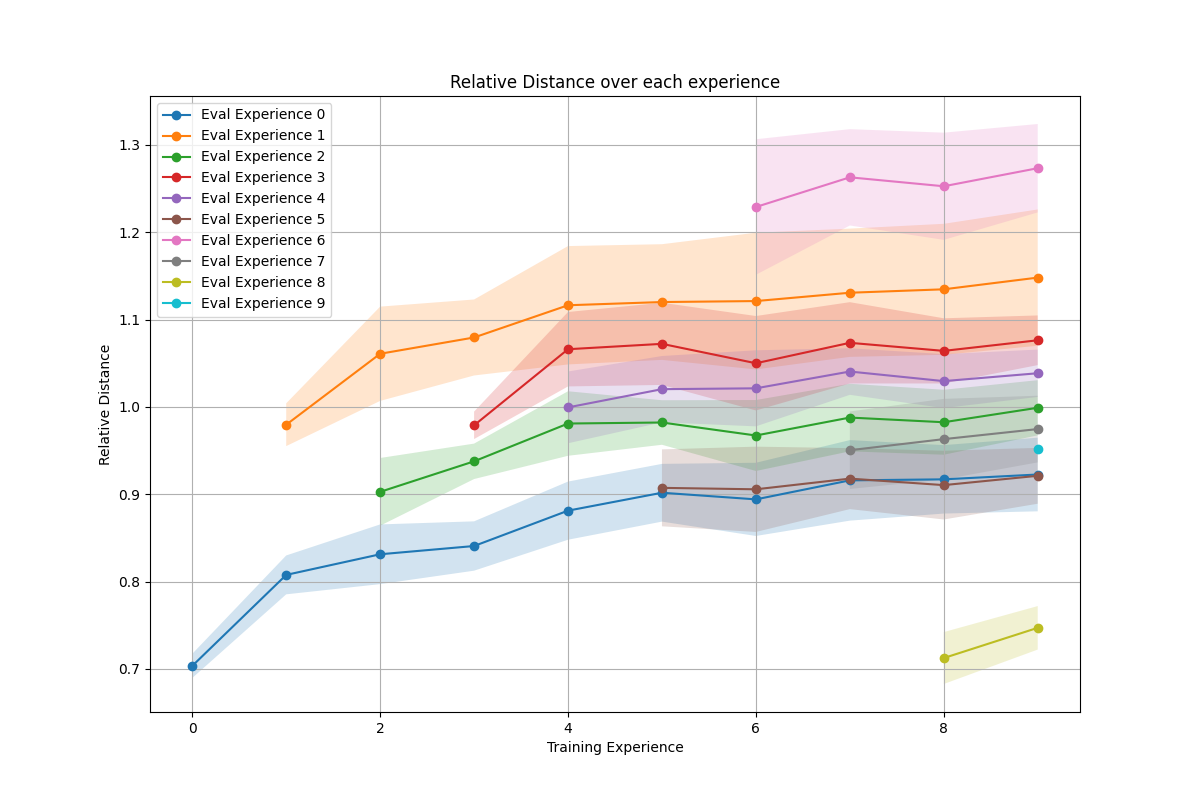 Relative Distance over each experience
Eval Experience 0
Eval Experience 1
Eval Experience 2
Eval Experience 3
Eval Experience 4
Eval Experience 5
Eval Experience 6
Eval Experience 7
Eval Experience 8
Eval Experience 9
Relative Distance
1.3
1.2
1.1
1.0
0.9
0.8
0.7
0 2 4 6 8
Training Experience